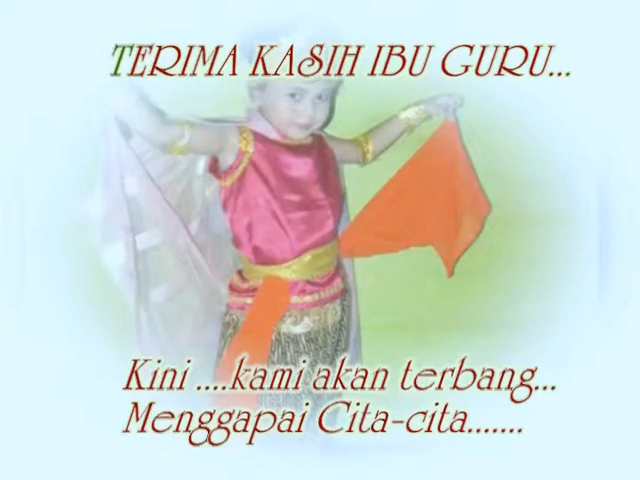 TERIMA KASIH IBU GURU...
Kini ....kami akan terbang...
Menggapai Cita-cita.......